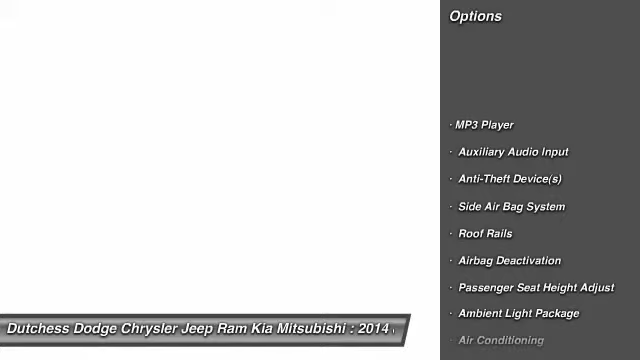 Options
· MP3 Player
· Auxiliary Audio Input
· Anti-Theft Device(s)
· Side Air Bag System
· Roof Rails
· Airbag Deactivation
· Passenger Seat Height Adjust
· Ambient Light Package
· Air Conditioning
Dutchess Dodge Chrysler Jeep Ram Kia Mitsubishi : 2014